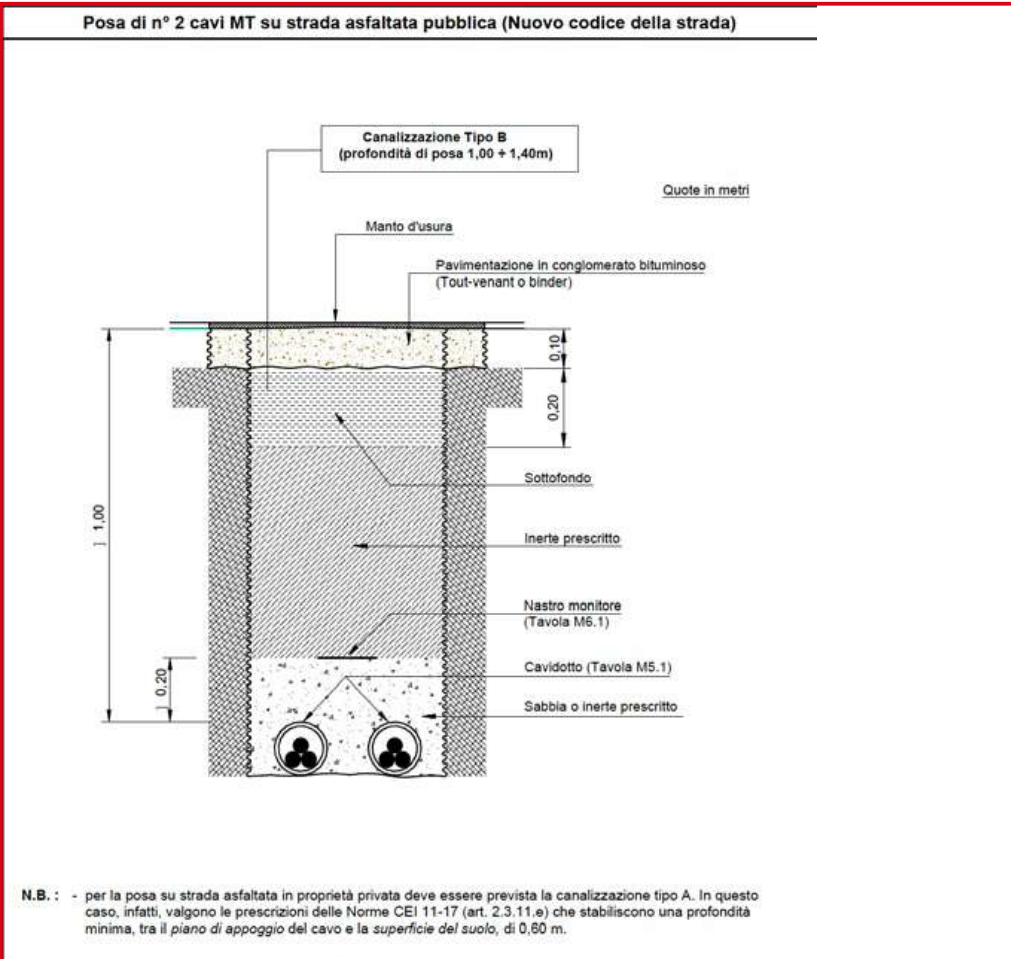 Posa di n° 2 cavi MT su strada asfaltata pubblica (Nuovo codice della strada)
Canalizzazione Tipo B
(profondità di posa 1,00 ÷ 1,40m)
Quote in metri
Manto d'usura
Pavimentazione in conglomerato bituminoso
(Tout-venant o binder)
0,10
0,20
Sottofondo
] 1,00
Inerte prescritto
Nastro monitore
(Tavola M6.1)
Cavidotto (Tavola M5.1)
] 0,20
Sabbia o inerte prescritto
N.B. : - per la posa su strada asfaltata in proprietà privata deve essere prevista la canalizzazione tipo A. In questo
caso, infatti, valgono le prescrizioni delle Norme CEI 11-17 (art. 2.3.11.e) che stabiliscono una profondità
minima, tra il piano di appoggio del cavo e la superficie del suolo, di 0,60 m.